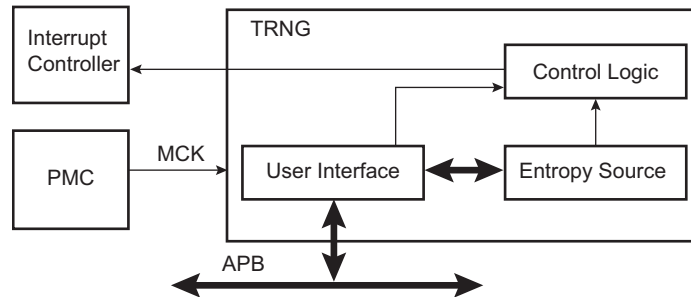 Interrupt
Controller
TRNG
Control Logic
PMC
MCK
User Interface
Entropy Source
APB